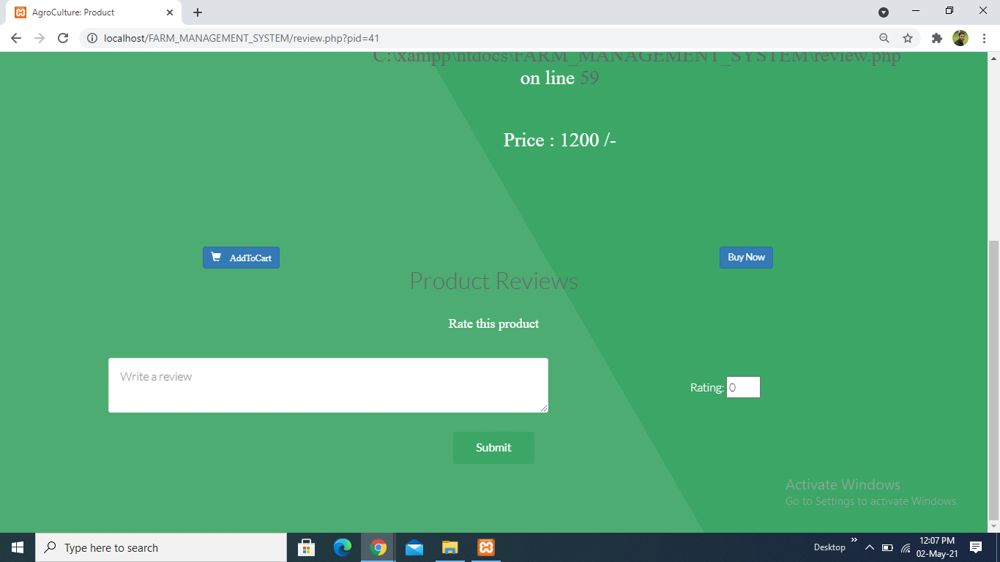 AgroCulture: Product
localhost/FARM_MANAGEMENT_SYSTEM/review.php?pid=41
C:\xampp\htdocs\FARM_MANAGEMENT_SYSTEM\review.php
on line 59
Price : 1200 /-
AddToCart
Buy Now
Product Reviews
Rate this product
Write a review
Rating: 0
Submit
Activate Windows
Go to Settings to activate Windows.
Type here to search
Desktop
12:07 PM
02-May-21